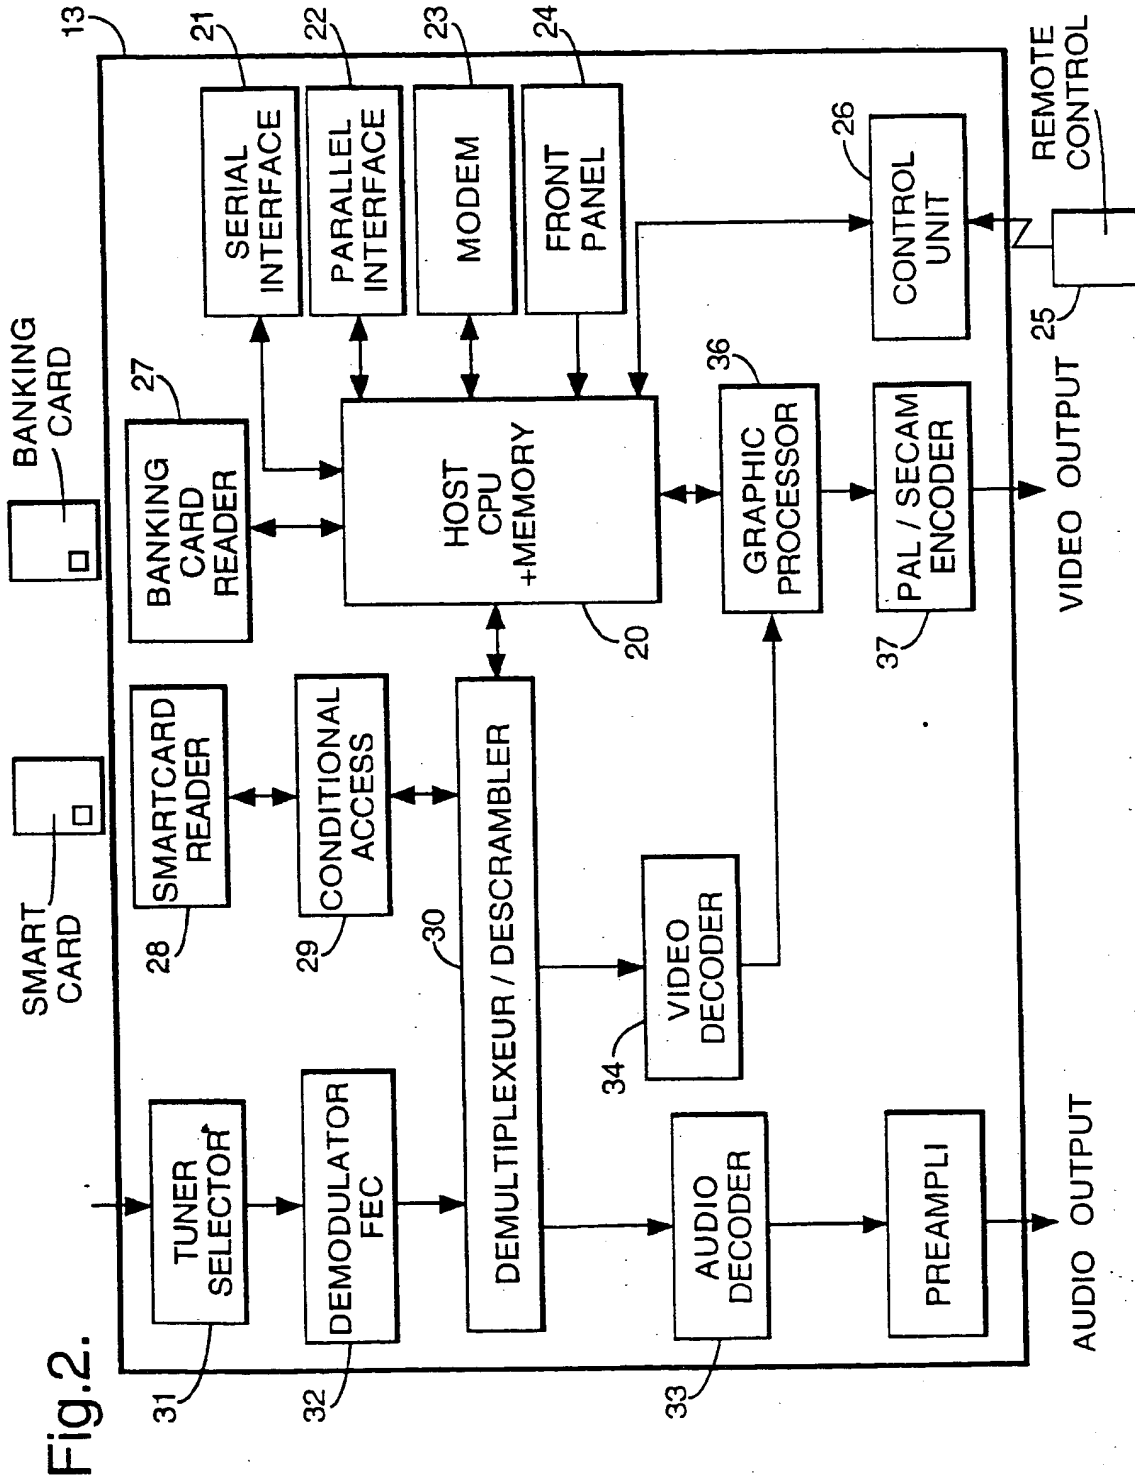 Fig.2.
SMART
CARD
BANKING
CARD
13
31
TUNER
SELECTOR
28
SMARTCARD
READER
27
BANKING
CARD
READER
21
SERIAL
INTERFACE
22
PARALLEL
INTERFACE
32
DEMODULATOR
FEC
29
CONDITIONAL
ACCESS
23
MODEM
30
DEMULTIPLEXEUR / DESCRAMBLER
HOST
CPU
+MEMORY
20
24
FRONT
PANEL
33
AUDIO
DECODER
34
VIDEO
DECODER
36
GRAPHIC
PROCESSOR
26
CONTROL
UNIT
PREAMPLI
37
PAL / SECAM
ENCODER
25
REMOTE
CONTROL
AUDIO OUTPUT
VIDEO OUTPUT